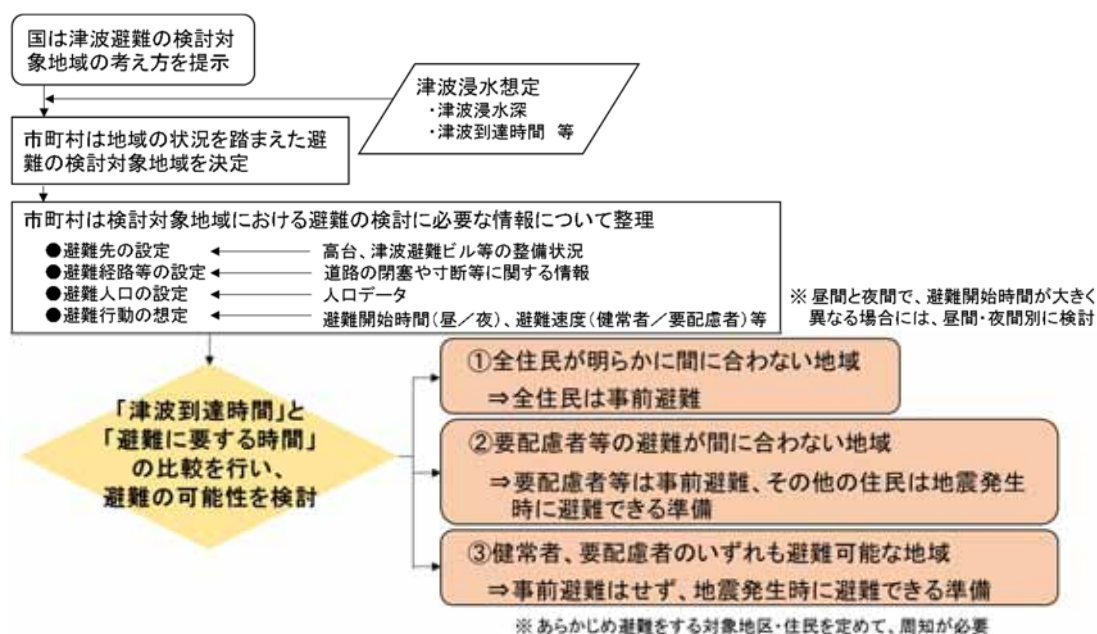 国は津波避難の検討対
象地域の考え方を提示
津波浸水想定
・津波浸水深
・津波到達時間 等
市町村は地域の状況を踏まえた避
難の検討対象地域を決定
市町村は検討対象地域における避難の検討に必要な情報について整理
●避難先の設定 高台、津波避難ビル等の整備状況
●避難経路等の設定 道路の閉塞や寸断等に関する情報
●避難人口の設定 人口データ
●避難行動の想定 避難開始時間(昼/夜)、避難速度(健常者/要配慮者)等
※ 昼間と夜間で、避難開始時間が大きく
異なる場合には、昼間・夜間別に検討
「津波到達時間」と
「避難に要する時間」
の比較を行い、
避難の可能性を検討
①全住民が明らかに間に合わない地域
⇒全住民は事前避難
②要配慮者等の避難が間に合わない地域
⇒要配慮者等は事前避難、その他の住民は地震発生
時に避難できる準備
③健常者、要配慮者のいずれも避難可能な地域
⇒事前避難はせず、地震発生時に避難できる準備
※ あらかじめ避難をする対象地区・住民を定めて、周知が必要